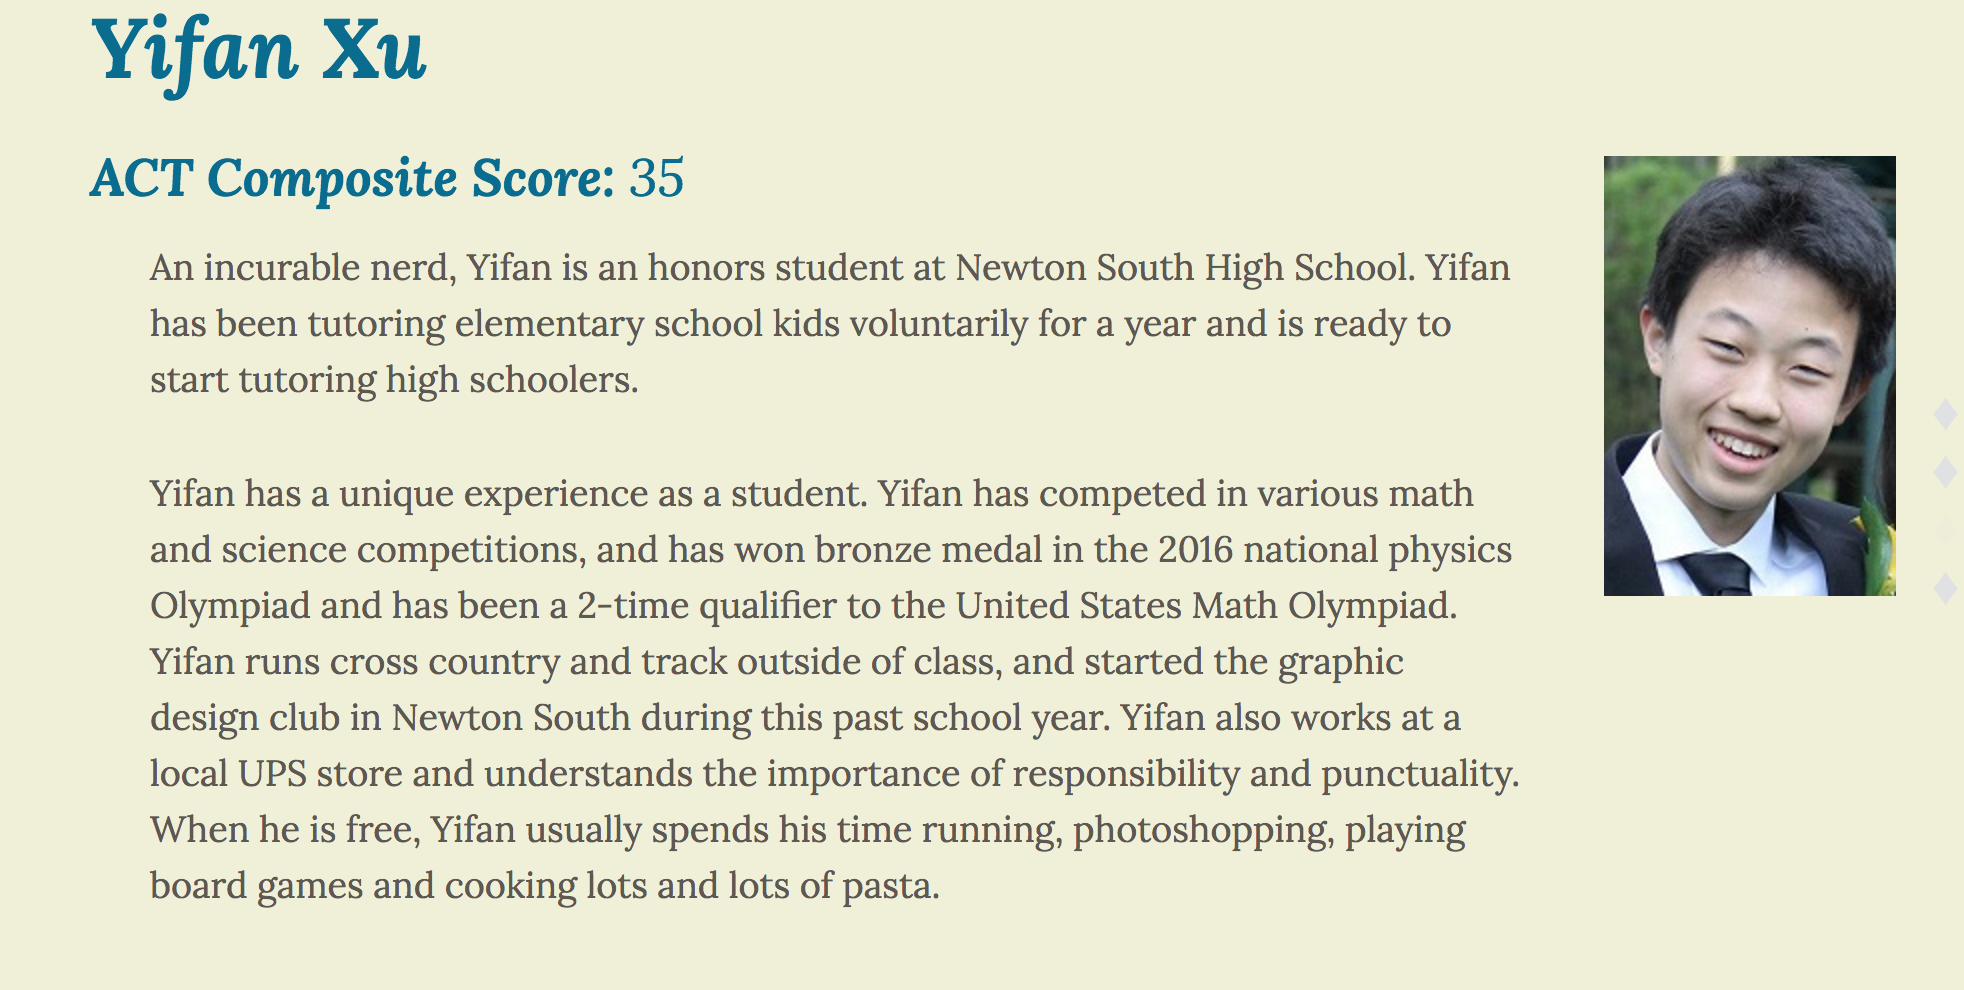 Yifan Xu
ACT Composite Score: 35
An incurable nerd, Yifan is an honors student at Newton South High School. Yifan
has been tutoring elementary school kids voluntarily for a year and is ready to
start tutoring high schoolers.
Yifan has a unique experience as a student. Yifan has competed in various math
and science competitions, and has won bronze medal in the 2016 national physics
Olympiad and has been a 2-time qualifier to the United States Math Olympiad.
Yifan runs cross country and track outside of class, and started the graphic
design club in Newton South during this past school year. Yifan also works at a
local UPS store and understands the importance of responsibility and punctuality.
When he is free, Yifan usually spends his time running, photoshopping, playing
board games and cooking lots and lots of pasta.